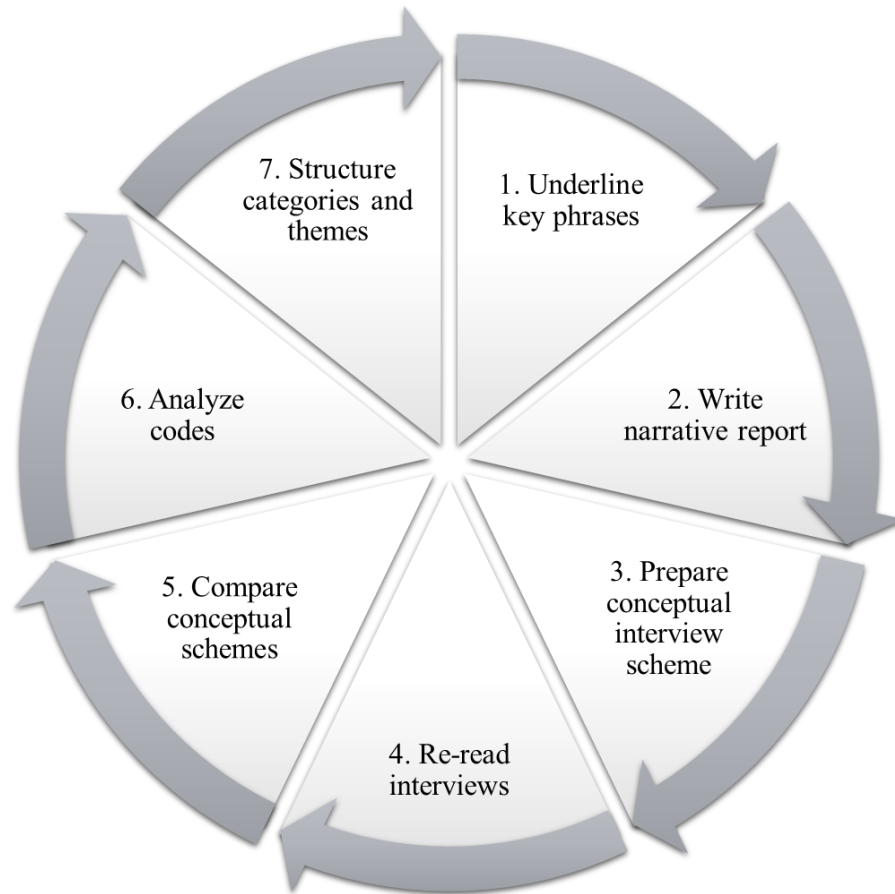 1. Underline
key phrases
2. Write
narrative report
3. Prepare
conceptual
interview
scheme
4. Re-read
interviews
5. Compare
conceptual
schemes
6. Analyze
codes
7. Structure
categories and
themes